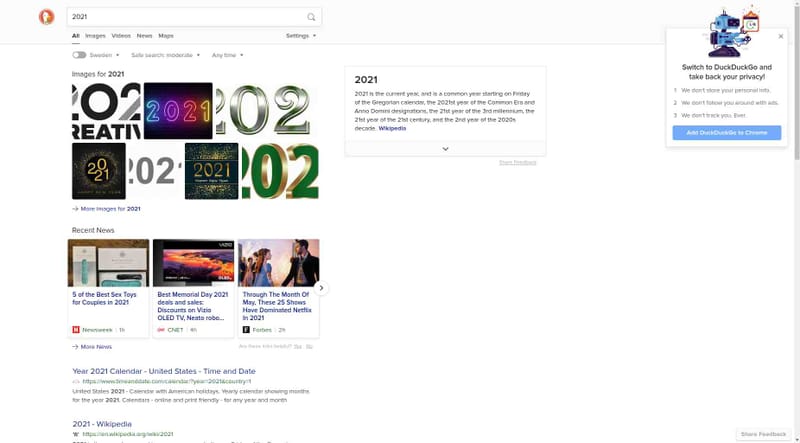 2021
All Images Videos News Maps
Settings
Sweden Safe search: moderate Any time
Images for 2021
202
CREATIV
2021
202
2021
HAPPY NEW YEAR
202
2021
202
More Images for 2021
2021
2021 is the current year, and is a common year starting on Friday
of the Gregorian calendar, the 2021st year of the Common Era and
Anno Domini designations, the 21st year of the 3rd millennium, the
21st year of the 21st century, and the 2nd year of the 2020s
decade. Wikipedia
Share Feedback
Switch to DuckDuckGo and
take back your privacy!
1 We don't store your personal info.
2 We don't follow you around with ads.
3 We don't track you. Ever.
Add DuckDuckGo to Chrome
Recent News
VIZIO
OLED
5 of the Best Sex Toys
for Couples in 2021
Newsweek | 1h
Best Memorial Day 2021
deals and sales:
Discounts on Vizio
OLED TV, Neato robo...
CNET | 4h
Through The Month Of
May, These 25 Shows
Have Dominated Netflix
In 2021
Forbes | 2h
More News
Are these links helpful? Yes No
Year 2021 Calendar - United States - Time and Date
https://www.timeanddate.com/calendar/?year=2021&country=1
United States 2021 - Calendar with American holidays. Yearly calendar showing months
for the year 2021. Calendars - online and print friendly - for any year and month
2021 - Wikipedia
https://en.wikipedia.org/wiki/2021
Share Feedback